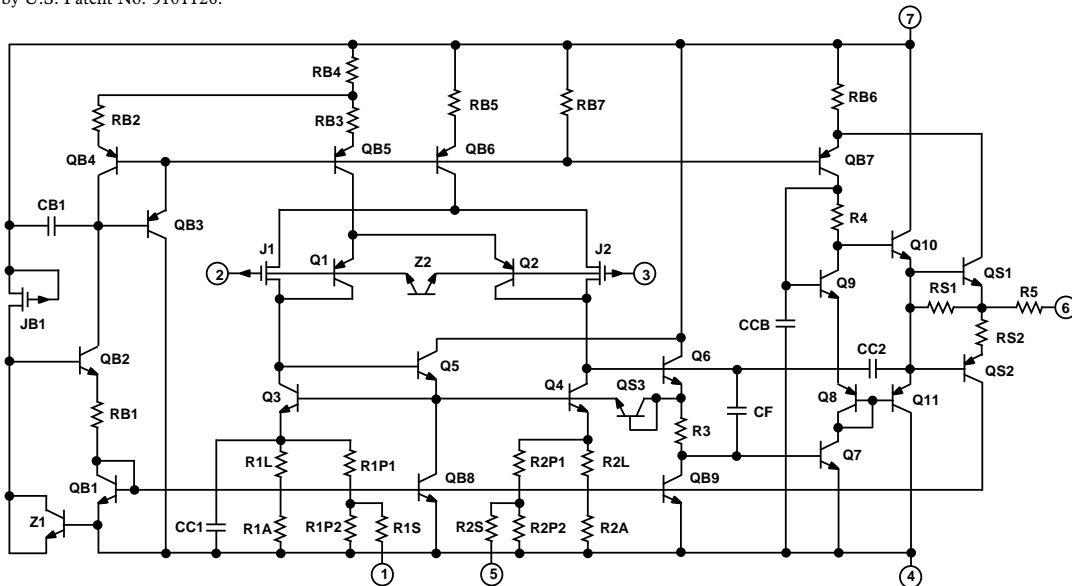 by U.S. Patent No. 5101126.
7
RB4
RB2
RB3
RB5
RB7
RB6
QB4
QB5
QB6
QB7
CB1
QB3
R4
J1
J2
2
Q1
Z2
Q2
3
Q10
QS1
JB1
Q9
RS1
R5
6
CCB
RS2
QB2
Q5
Q6
CC2
Q3
Q4
QS3
QS2
RB1
CF
Q8
Q11
R3
R1L
R1P1
R2P1
R2L
Q7
QB1
QB8
QB9
Z1
CC1
R1A
R1P2
R1S
R2S
R2P2
R2A
1
5
4